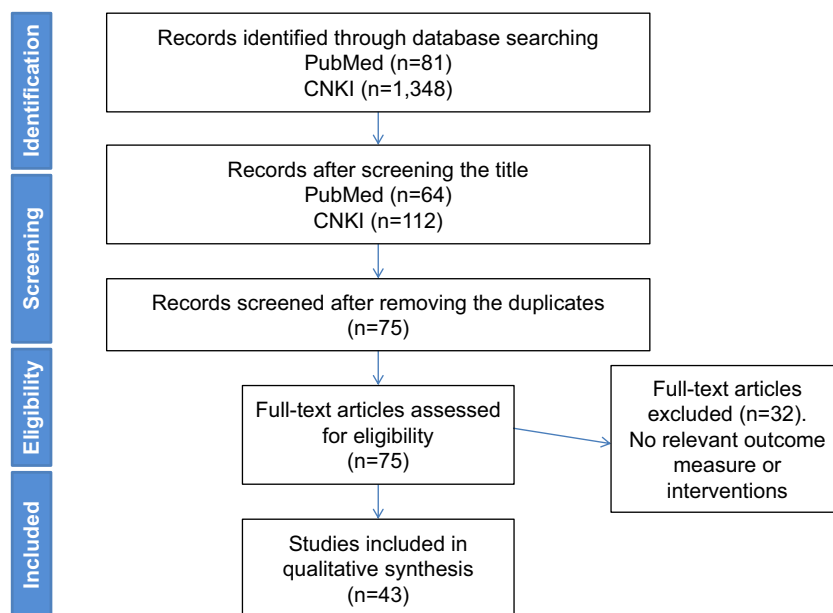 Identification
Records identified through database searching
PubMed (n=81)
CNKI (n=1,348)
Screening
Records after screening the title
PubMed (n=64)
CNKI (n=112)
Records screened after removing the duplicates
(n=75)
Eligibility
Full-text articles assessed
for eligibility
(n=75)
Full-text articles
excluded (n=32).
No relevant outcome
measure or
interventions
Included
Studies included in
qualitative synthesis
(n=43)